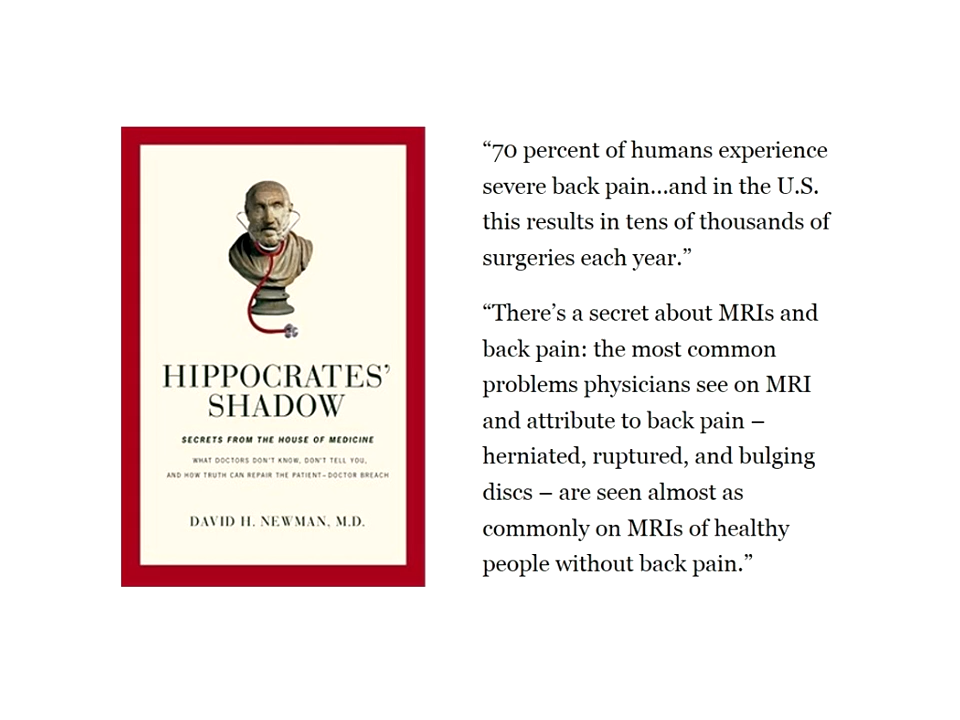 HIPPOCRATES’
SHADOW
SECRETS FROM THE HOUSE OF MEDICINE
WHAT DOCTORS DON’T KNOW, DON’T TELL YOU,
AND HOW TRUTH CAN REPAIR THE PATIENT–DOCTOR BREACH
DAVID H. NEWMAN, M.D.
“70 percent of humans experience
severe back pain...and in the U.S.
this results in tens of thousands of
surgeries each year.”
“There’s a secret about MRIs and
back pain: the most common
problems physicians see on MRI
and attribute to back pain –
herniated, ruptured, and bulging
discs – are seen almost as
commonly on MRIs of healthy
people without back pain.”